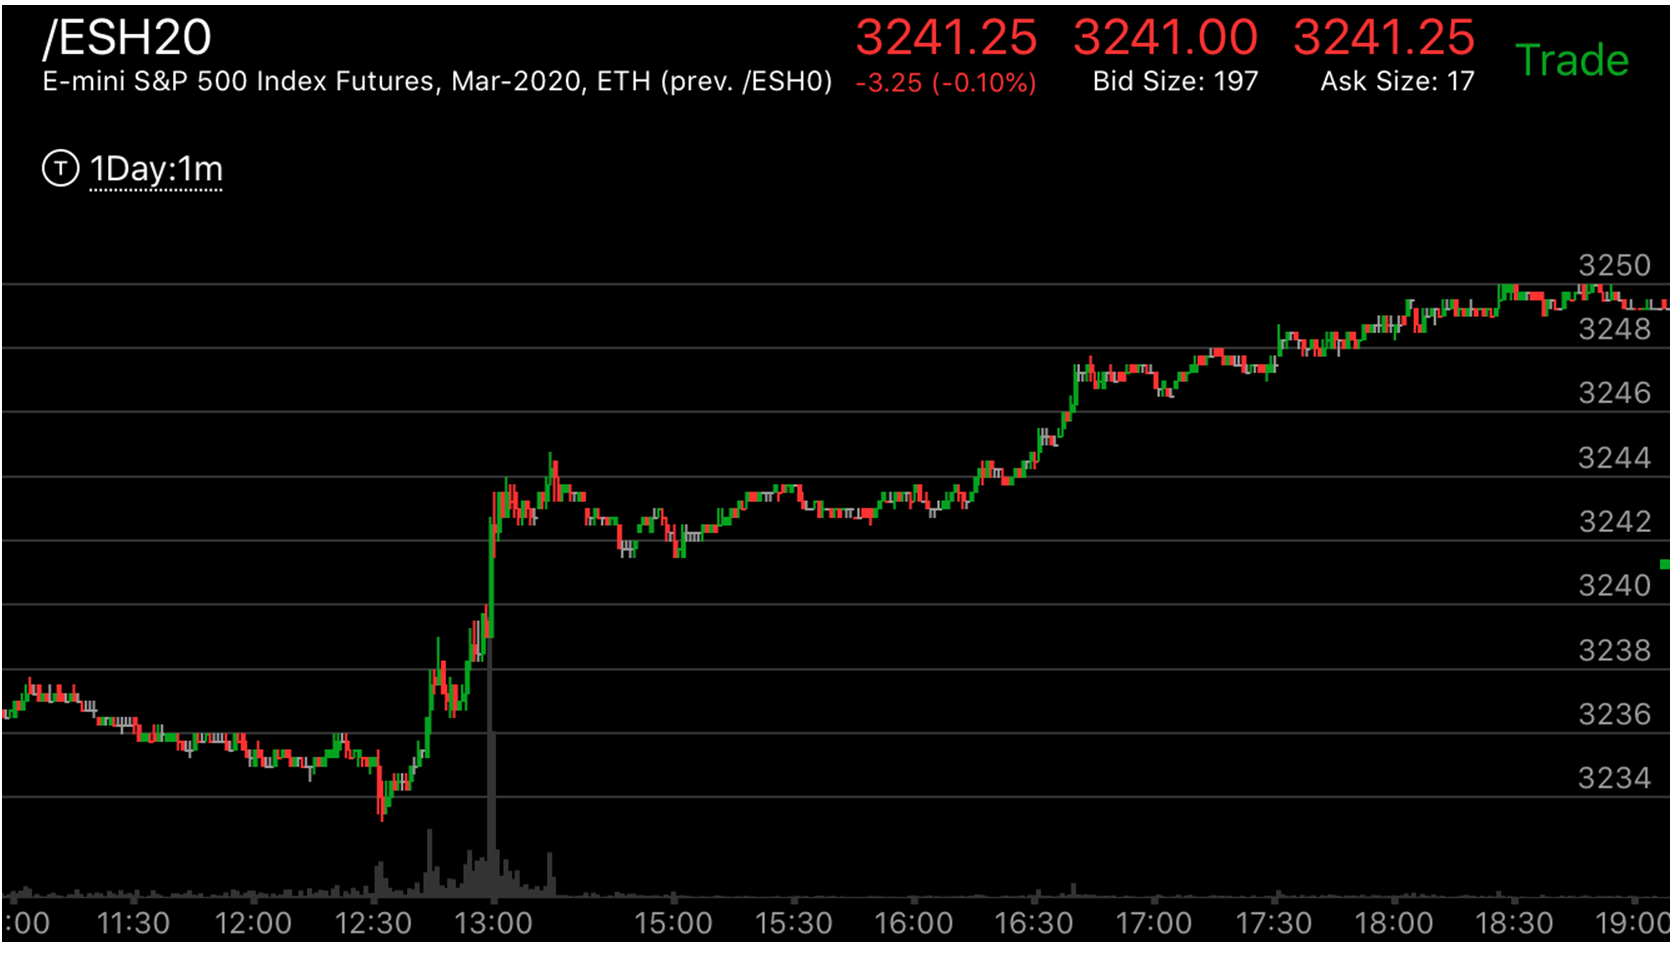 /ESH20 3241.25 3241.00 3241.25 Trade
E-mini S&P 500 Index Futures, Mar-2020, ETH (prev. /ESH0) -3.25 (-0.10%) Bid Size: 197 Ask Size: 17
T 1Day:1m
3250
3248
3246
3244
3242
3240
3238
3236
3234
:00 11:30 12:00 12:30 13:00 15:00 15:30 16:00 16:30 17:00 17:30 18:00 18:30 19:00